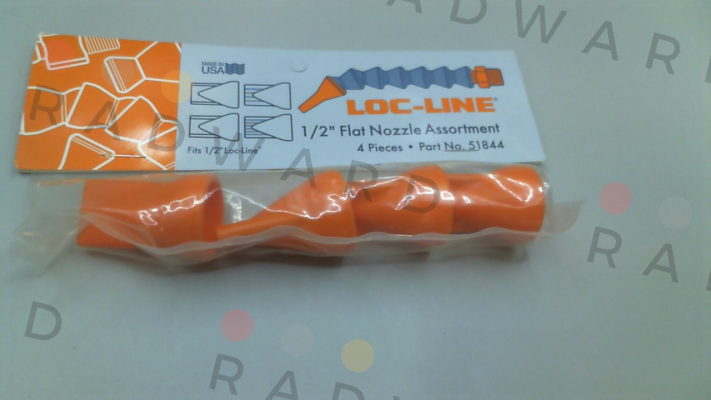 MADE IN
USA
LOC-LINE®
1/2" Flat Nozzle Assortment
Fits 1/2" Loc-Line®
4 Pieces • Part No. 51844
RADWARD
RADWARD
RA
D
RADWARD